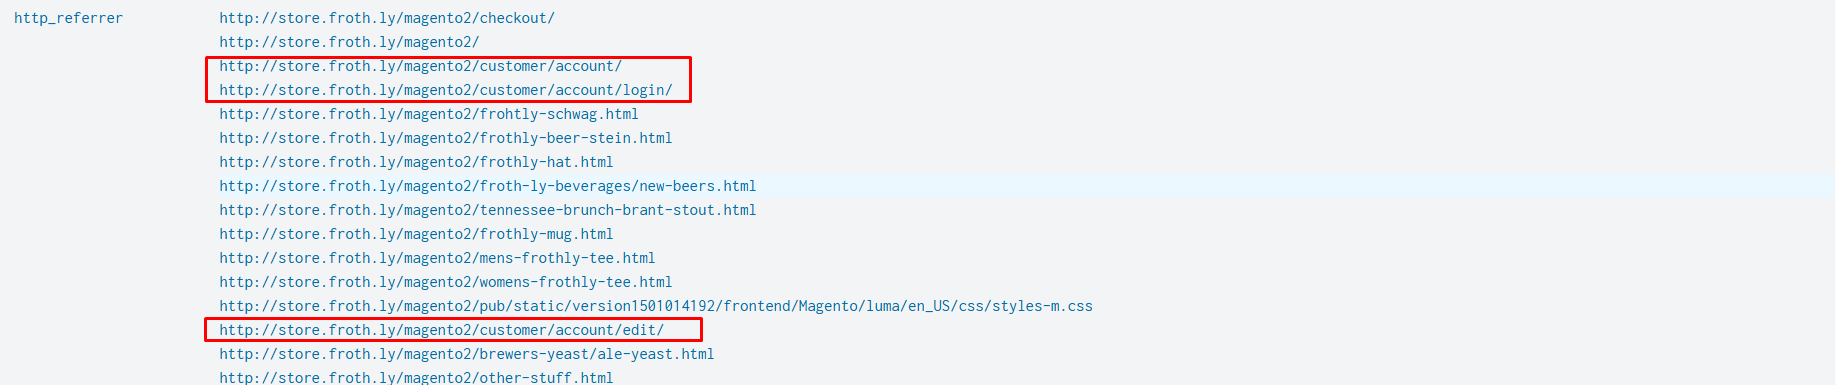 http_referrer http://store.froth.ly/magento2/checkout/
http://store.froth.ly/magento2/
http://store.froth.ly/magento2/customer/account/
http://store.froth.ly/magento2/customer/account/login/
http://store.froth.ly/magento2/frohtly-schwag.html
http://store.froth.ly/magento2/frothly-beer-stein.html
http://store.froth.ly/magento2/frothly-hat.html
http://store.froth.ly/magento2/froth-ly-beverages/new-beers.html
http://store.froth.ly/magento2/tennessee-brunch-brant-stout.html
http://store.froth.ly/magento2/frothly-mug.html
http://store.froth.ly/magento2/mens-frothly-tee.html
http://store.froth.ly/magento2/womens-frothly-tee.html
http://store.froth.ly/magento2/pub/static/version1501014192/frontend/Magento/luma/en_US/css/styles-m.css
http://store.froth.ly/magento2/customer/account/edit/
http://store.froth.ly/magento2/brewers-yeast/ale-yeast.html
http://store.froth.ly/magento2/other-stuff.html